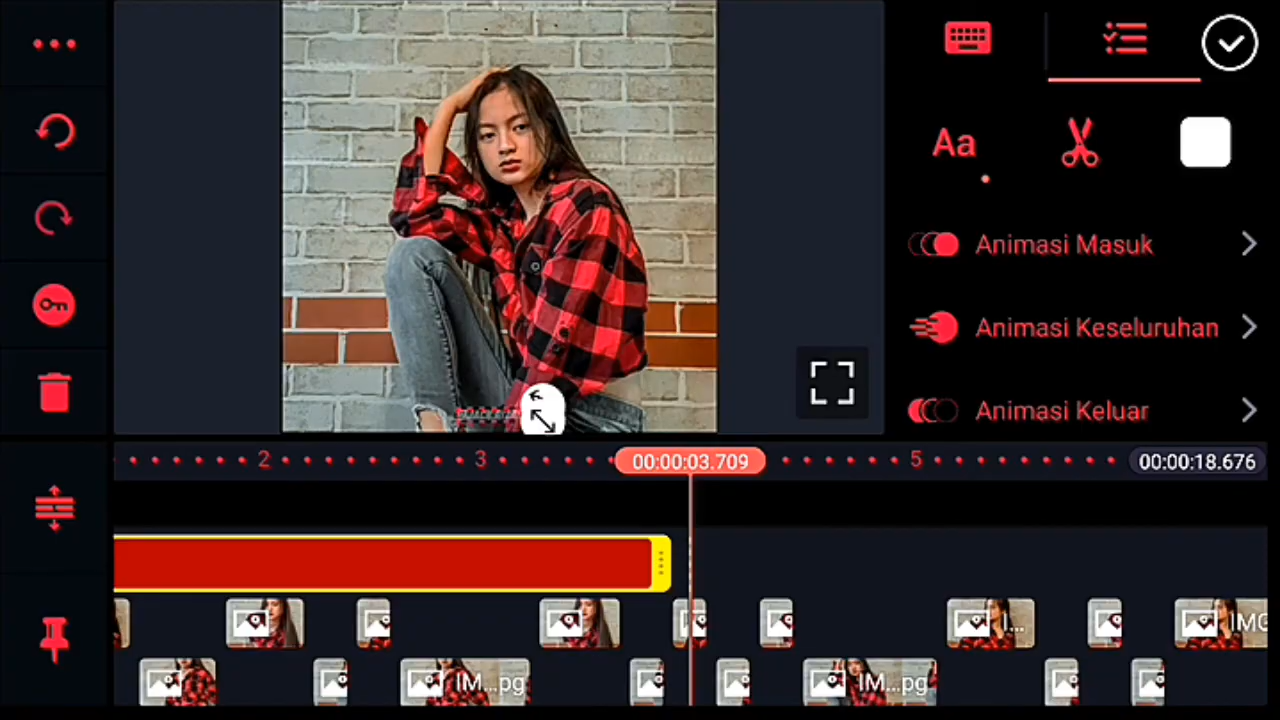 Aa
Animasi Masuk
Animasi Keseluruhan
Animasi Keluar
2
3
00:00:03.709
5
00:00:18.676
I...
IMG
IM...pg
IM...pg